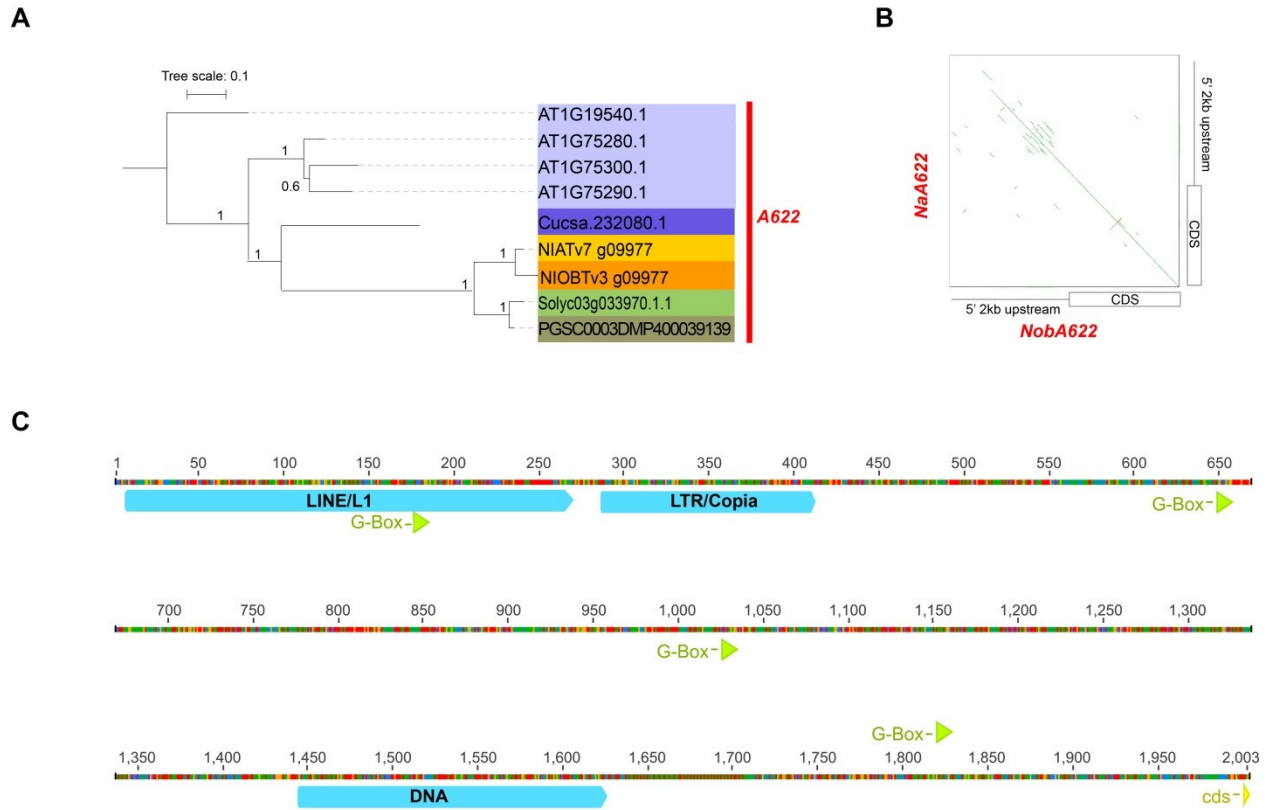 A
B
Tree scale: 0.1
AT1G19540.1
AT1G75280.1
1
AT1G75300.1
0.6
AT1G75290.1
1
A622
Cucsa.232080.1
1
NIATv7 g09977
1
NIOBTv3 g09977
1
Solyc03g033970.1.1
1
PGSC0003DMP400039139
NaA622
5' 2kb upstream
CDS
CDS
5' 2kb upstream
NobA622
C
1 50 100 150 200 250 300 350 400 450 500 550 600 650
LINE/L1 LTR/Copia
G-Box G-Box
700 750 800 850 900 950 1,000 1,050 1,100 1,150 1,200 1,250 1,300
G-Box
G-Box
1,350 1,400 1,450 1,500 1,550 1,600 1,650 1,700 1,750 1,800 1,850 1,900 1,950 2,003
DNA
cds